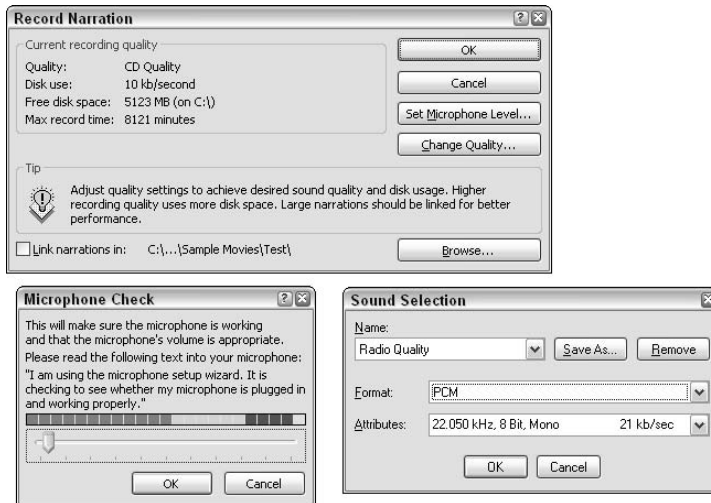 Record Narration
Current recording quality
Quality: CD Quality
Disk use: 10 kb/second
Free disk space: 5123 MB (on C:\)
Max record time: 8121 minutes
OK
Cancel
Set Microphone Level...
Change Quality...
Tip
Adjust quality settings to achieve desired sound quality and disk usage. Higher
recording quality uses more disk space. Large narrations should be linked for better
performance.
Link narrations in: C:\...\Sample Movies\Test\
Browse...
Microphone Check
This will make sure the microphone is working
and that the microphone's volume is appropriate.
Please read the following text into your microphone:
"I am using the microphone setup wizard. It is
checking to see whether my microphone is plugged in
and working properly."
OK Cancel
Sound Selection
Name:
Radio Quality Save As... Remove
Format: PCM
Attributes: 22.050 kHz, 8 Bit, Mono 21 kb/sec
OK Cancel